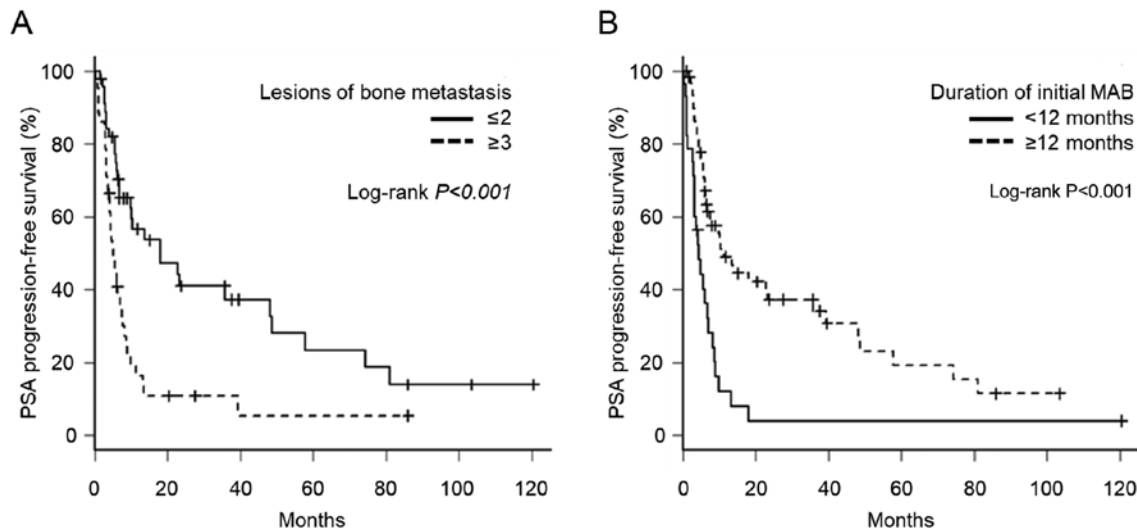 A
PSA progression-free survival (%)
100
80
60
40
20
0
Lesions of bone metastasis
≤2
≥3
Log-rank P<0.001
0 20 40 60 80 100 120
Months
B
PSA progression-free survival (%)
100
80
60
40
20
0
Duration of initial MAB
<12 months
≥12 months
Log-rank P<0.001
0 20 40 60 80 100 120
Months